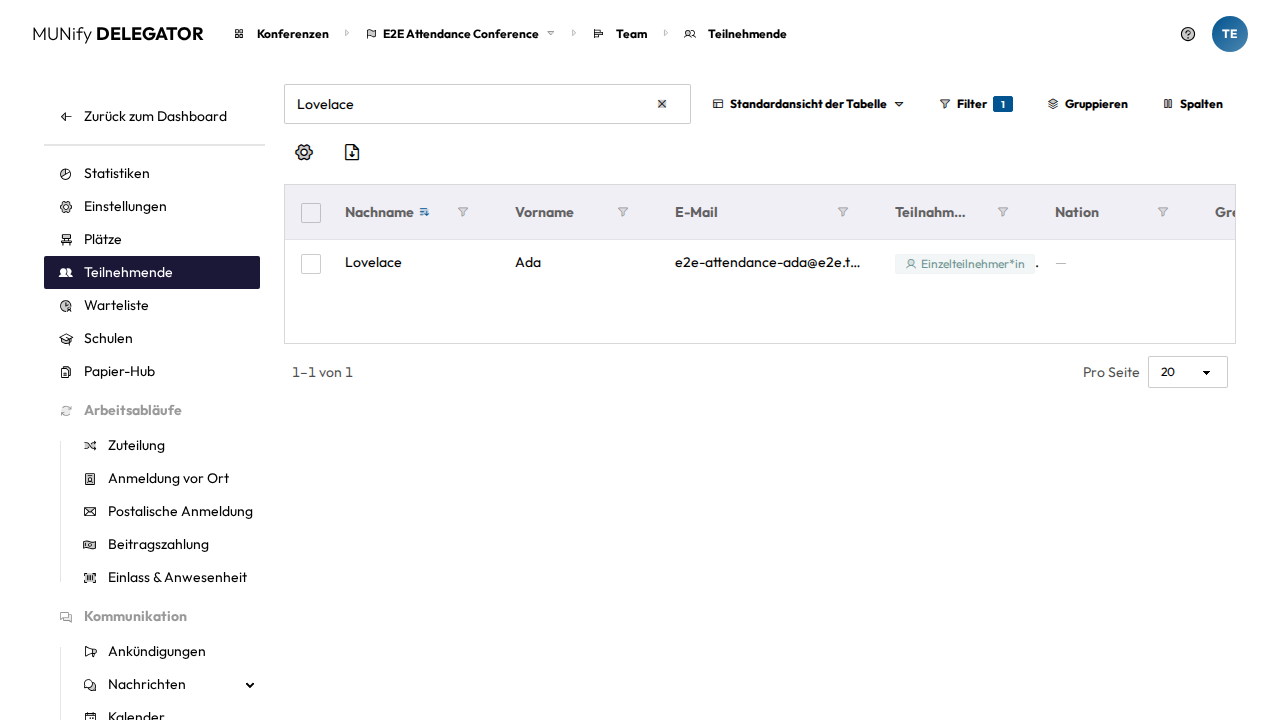 MUNify DELEGATOR
Konferenzen
E2E Attendance Conference
Team
Teilnehmende
TE
Zurück zum Dashboard
Statistiken
Einstellungen
Plätze
Teilnehmende
Warteliste
Schulen
Papier-Hub
Arbeitsabläufe
Zuteilung
Anmeldung vor Ort
Postalische Anmeldung
Beitragszahlung
Einlass & Anwesenheit
Kommunikation
Ankündigungen
Nachrichten
Kalender
Lovelace
Standardansicht der Tabelle
Filter 1
Gruppieren
Spalten
Nachname Vorname E-Mail Teilnahm... Nation Gre
Lovelace Ada e2e-attendance-ada@e2e.t... Einzelteilnehmer*in . —
1–1 von 1
Pro Seite 20